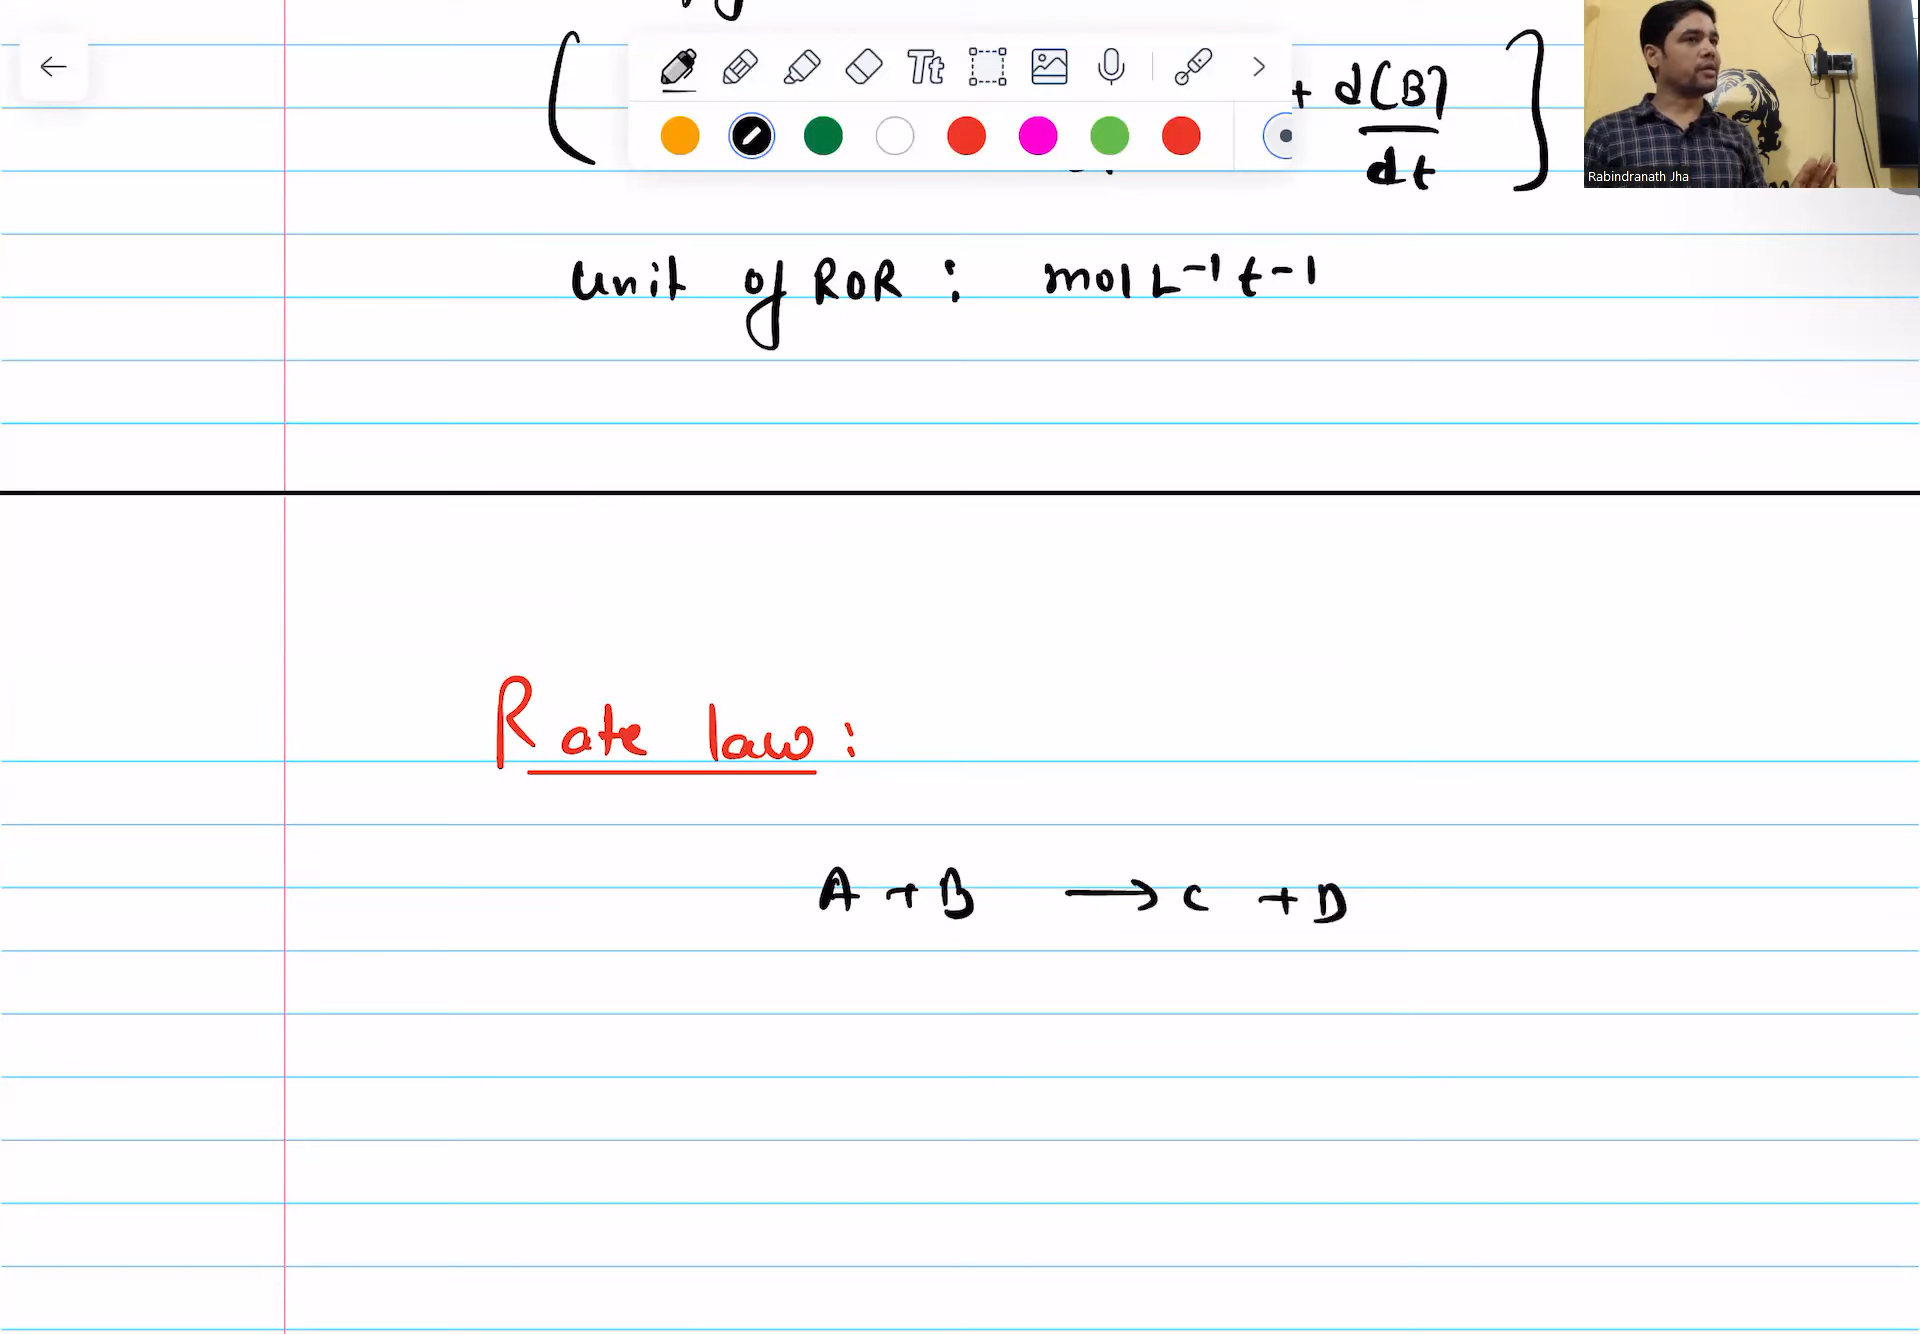 + d(B)
dt
Rabindranath Jha
unit of ROR : mol L⁻¹ t⁻¹
Rate law :
A + B ⟶ C + D